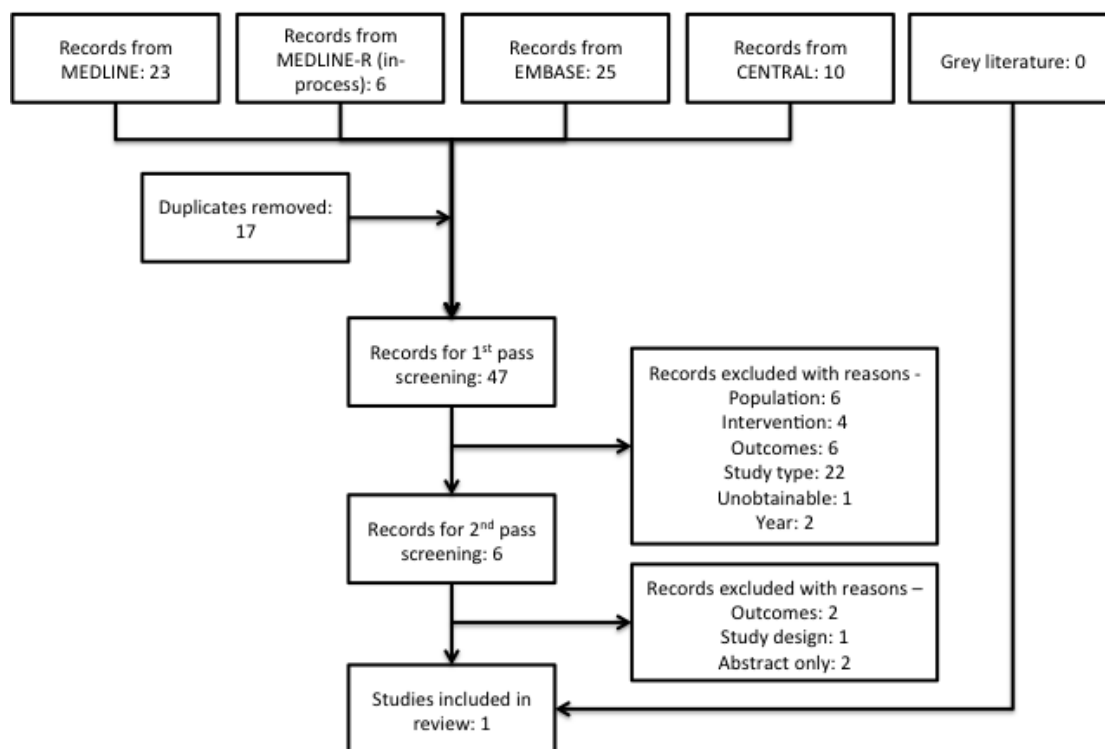 Records from
MEDLINE: 23
Records from
MEDLINE-R (in-
process): 6
Records from
EMBASE: 25
Records from
CENTRAL: 10
Grey literature: 0
Duplicates removed:
17
Records for 1st pass
screening: 47
Records excluded with reasons -
Population: 6
Intervention: 4
Outcomes: 6
Study type: 22
Unobtainable: 1
Year: 2
Records for 2nd pass
screening: 6
Records excluded with reasons –
Outcomes: 2
Study design: 1
Abstract only: 2
Studies included in
review: 1